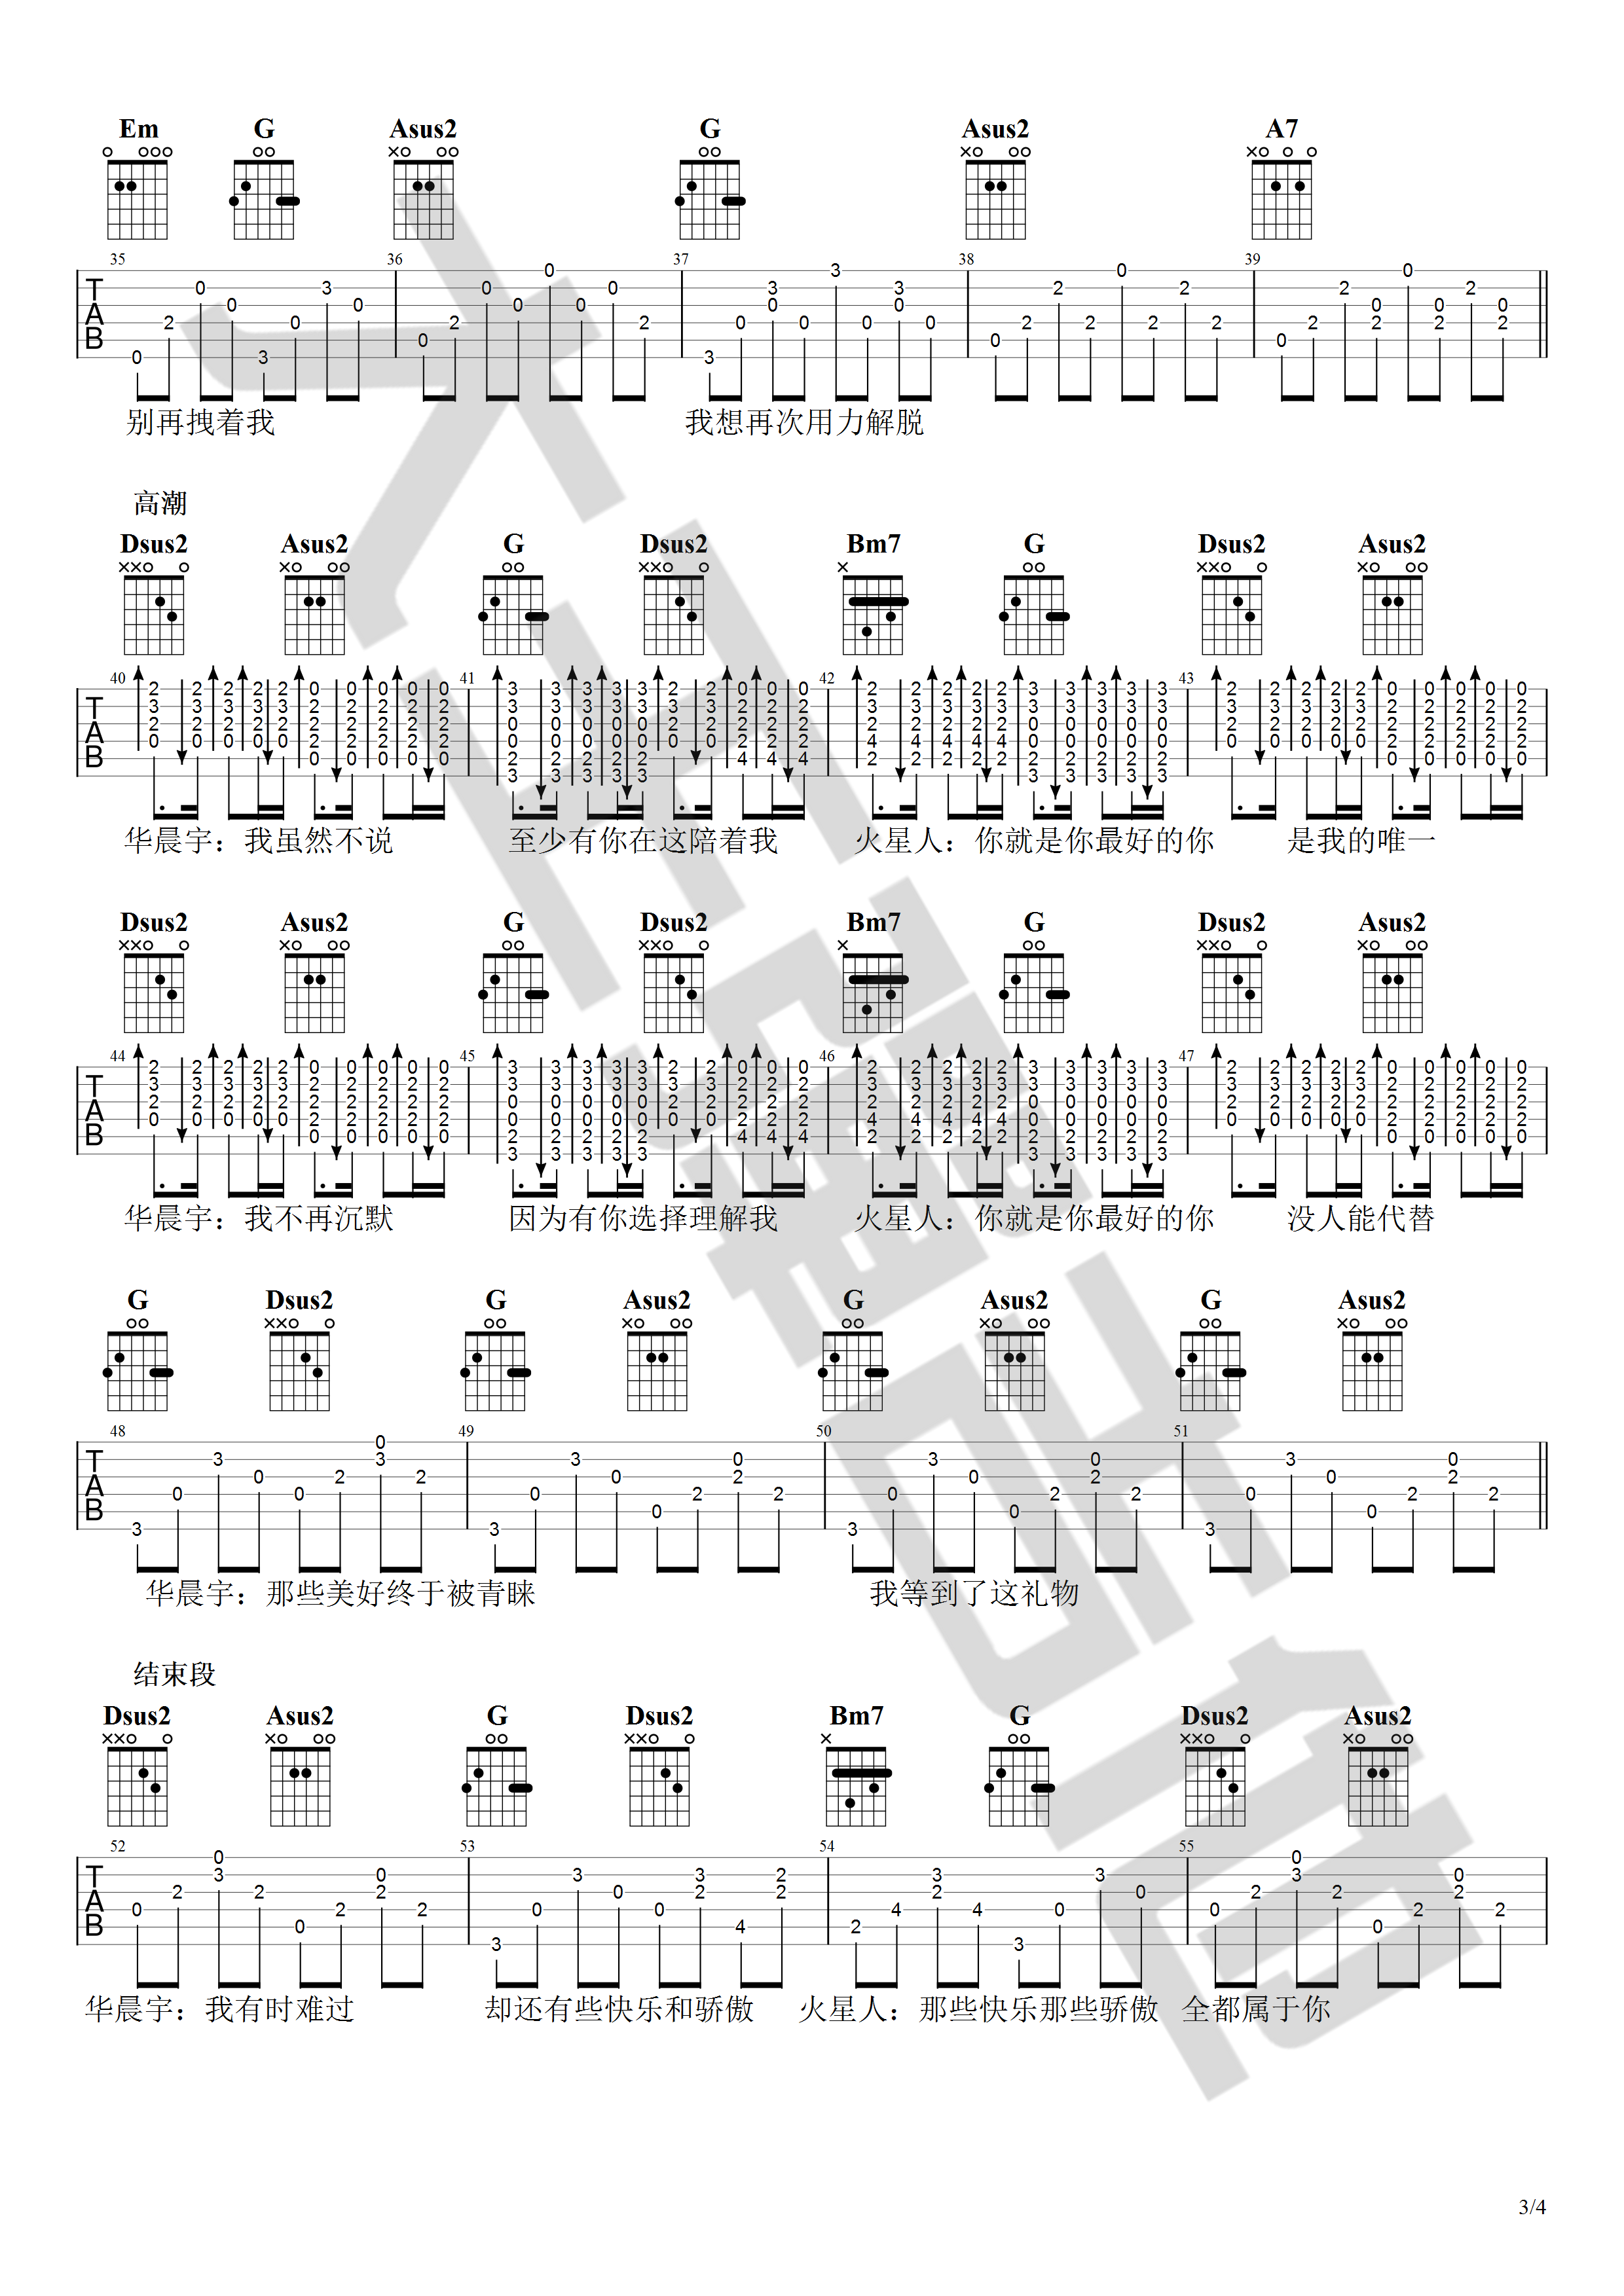 Em G Asus2 G Asus2 A7
35 36 37 38 39
别再拽着我 我想再次用力解脱
高潮
Dsus2 Asus2 G Dsus2 Bm7 G Dsus2 Asus2
40 41 42 43
华晨宇：我虽然不说 至少有你在这陪着我 火星人：你就是你最好的你 是我的唯一
Dsus2 Asus2 G Dsus2 Bm7 G Dsus2 Asus2
44 45 46 47
华晨宇：我不再沉默 因为有你选择理解我 火星人：你就是你最好的你 没人能代替
G Dsus2 G Asus2 G Asus2 G Asus2
48 49 50 51
华晨宇：那些美好终于被青睐 我等到了这礼物
结束段
Dsus2 Asus2 G Dsus2 Bm7 G Dsus2 Asus2
52 53 54 55
华晨宇：我有时难过 却还有些快乐和骄傲 火星人：那些快乐那些骄傲 全都属于你
3/4